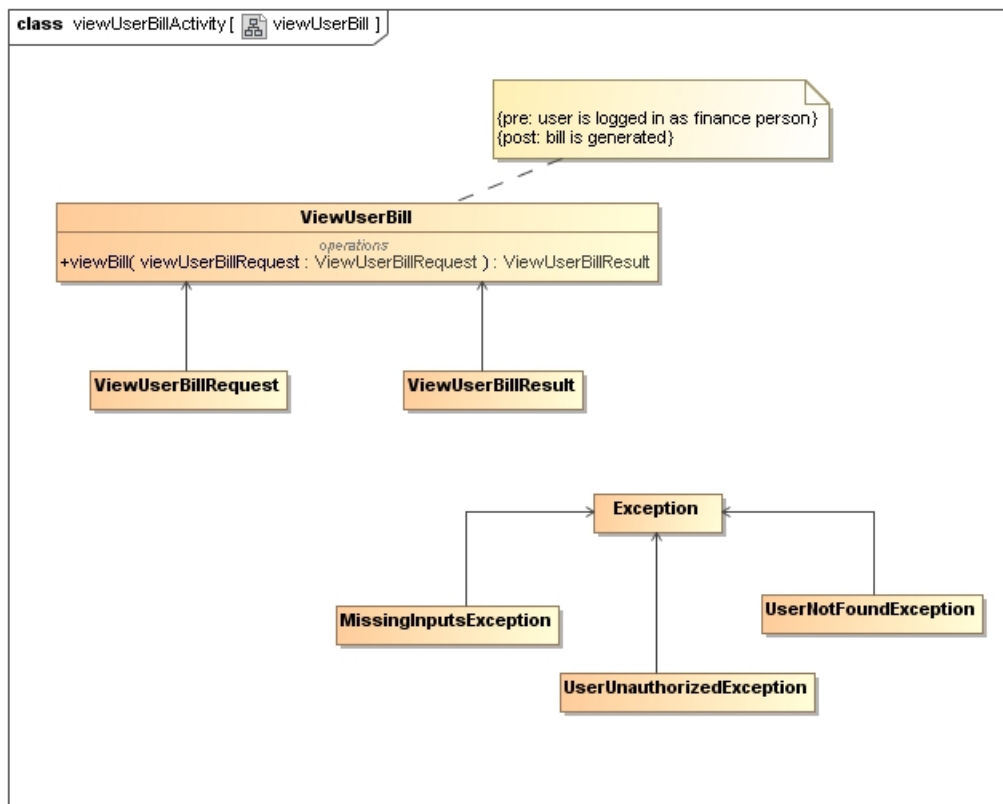 class viewUserBillActivity [ viewUserBill ]
{pre: user is logged in as finance person}
{post: bill is generated}
ViewUserBill
operations
+viewBill( viewUserBillRequest : ViewUserBillRequest ) : ViewUserBillResult
ViewUserBillRequest
ViewUserBillResult
Exception
MissingInputsException
UserNotFoundException
UserUnauthorizedException